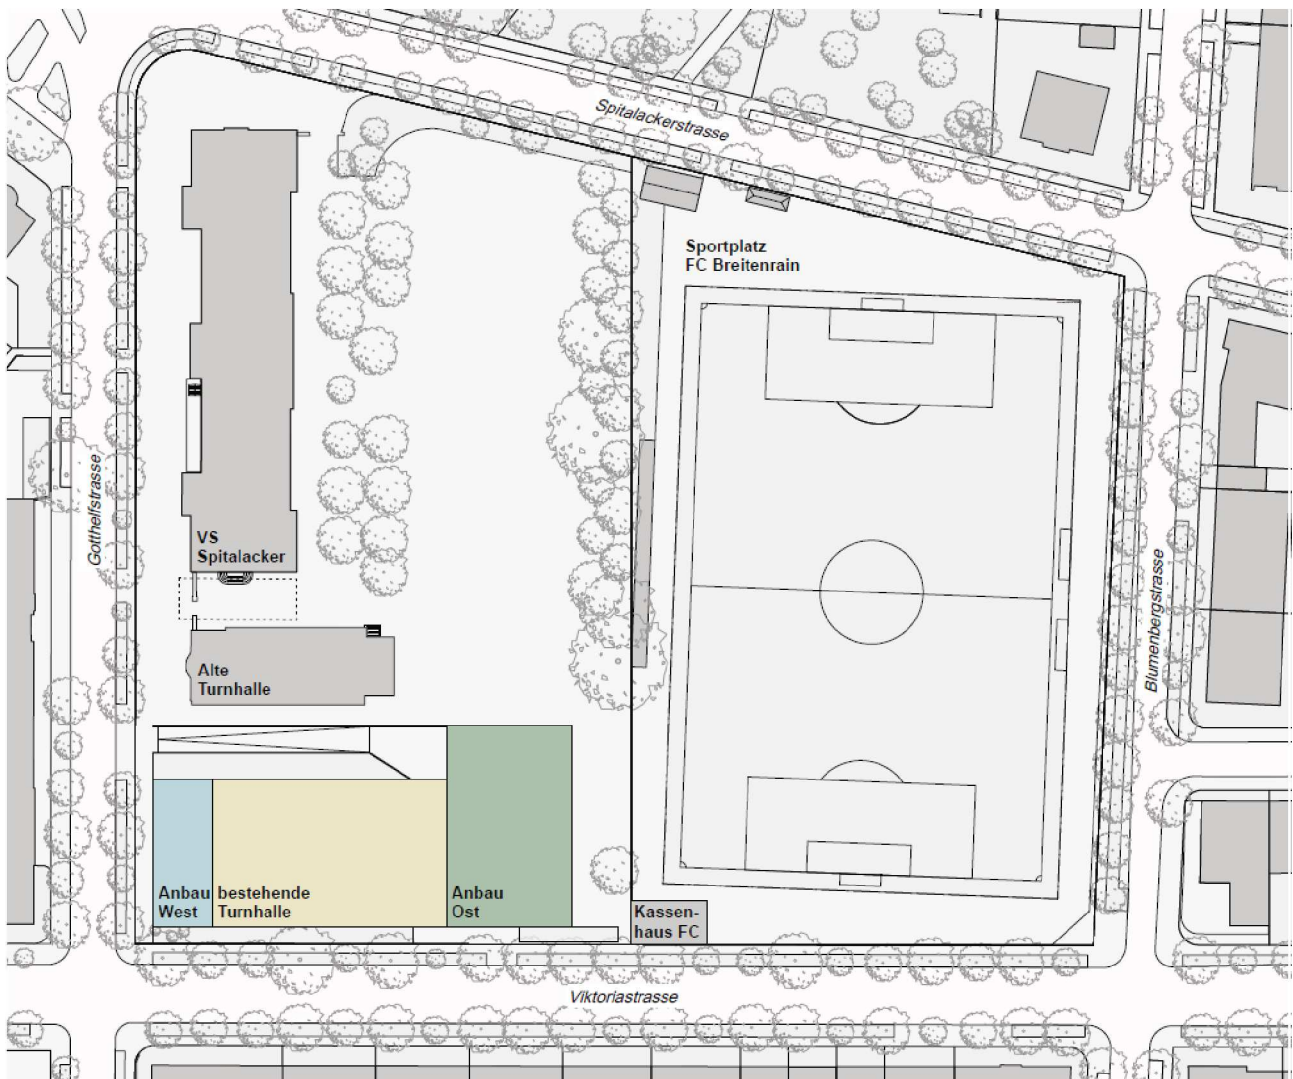 Spitalackerstrasse
Sportplatz
FC Breitenrain
Gotthelfstrasse
VS
Spitalacker
Blumenbergstrasse
Alte
Turnhalle
Anbau
West
bestehende
Turnhalle
Anbau
Ost
Kassen-
haus FC
Viktoriastrasse